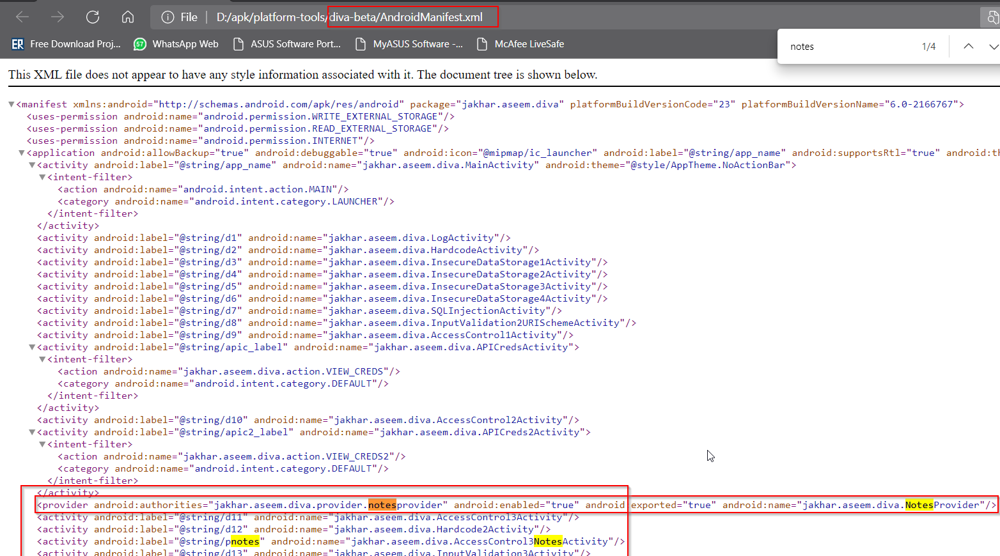 File | D:/apk/platform-tools/diva-beta/AndroidManifest.xml
ER Free Download Proj... 57 WhatsApp Web ASUS Software Port... MyASUS Software -... McAfee LiveSafe
notes 1/4
This XML file does not appear to have any style information associated with it. The document tree is shown below.
▼<manifest xmlns:android="http://schemas.android.com/apk/res/android" package="jakhar.aseem.diva" platformBuildVersionCode="23" platformBuildVersionName="6.0-2166767">
<uses-permission android:name="android.permission.WRITE_EXTERNAL_STORAGE"/>
<uses-permission android:name="android.permission.READ_EXTERNAL_STORAGE"/>
<uses-permission android:name="android.permission.INTERNET"/>
▼<application android:allowBackup="true" android:debuggable="true" android:icon="@mipmap/ic_launcher" android:label="@string/app_name" android:supportsRtl="true" android:th
▼<activity android:label="@string/app_name" android:name="jakhar.aseem.diva.MainActivity" android:theme="@style/AppTheme.NoActionBar">
▼<intent-filter>
<action android:name="android.intent.action.MAIN"/>
<category android:name="android.intent.category.LAUNCHER"/>
</intent-filter>
</activity>
<activity android:label="@string/d1" android:name="jakhar.aseem.diva.LogActivity"/>
<activity android:label="@string/d2" android:name="jakhar.aseem.diva.HardcodeActivity"/>
<activity android:label="@string/d3" android:name="jakhar.aseem.diva.InsecureDataStorage1Activity"/>
<activity android:label="@string/d4" android:name="jakhar.aseem.diva.InsecureDataStorage2Activity"/>
<activity android:label="@string/d5" android:name="jakhar.aseem.diva.InsecureDataStorage3Activity"/>
<activity android:label="@string/d6" android:name="jakhar.aseem.diva.InsecureDataStorage4Activity"/>
<activity android:label="@string/d7" android:name="jakhar.aseem.diva.SQLInjectionActivity"/>
<activity android:label="@string/d8" android:name="jakhar.aseem.diva.InputValidation2URISchemeActivity"/>
<activity android:label="@string/d9" android:name="jakhar.aseem.diva.AccessControl1Activity"/>
▼<activity android:label="@string/apic_label" android:name="jakhar.aseem.diva.APICredsActivity">
▼<intent-filter>
<action android:name="jakhar.aseem.diva.action.VIEW_CREDS"/>
<category android:name="android.intent.category.DEFAULT"/>
</intent-filter>
</activity>
<activity android:label="@string/d10" android:name="jakhar.aseem.diva.AccessControl2Activity"/>
▼<activity android:label="@string/apic2_label" android:name="jakhar.aseem.diva.APICreds2Activity">
▼<intent-filter>
<action android:name="jakhar.aseem.diva.action.VIEW_CREDS2"/>
<category android:name="android.intent.category.DEFAULT"/>
</intent-filter>
</activity>
<provider android:authorities="jakhar.aseem.diva.provider.notesprovider" android:enabled="true" android exported="true" android:name="jakhar.aseem.diva.NotesProvider"/>
<activity android:label="@string/d11" android:name="jakhar.aseem.diva.AccessControl3Activity"/>
<activity android:label="@string/d12" android:name="jakhar.aseem.diva.Hardcode2Activity"/>
<activity android:label="@string/pnotes" android:name="jakhar.aseem.diva.AccessControl3NotesActivity"/>
<activity android:label="@string/d13" android:name="jakhar.aseem.diva.InputValidation3Activity"/>